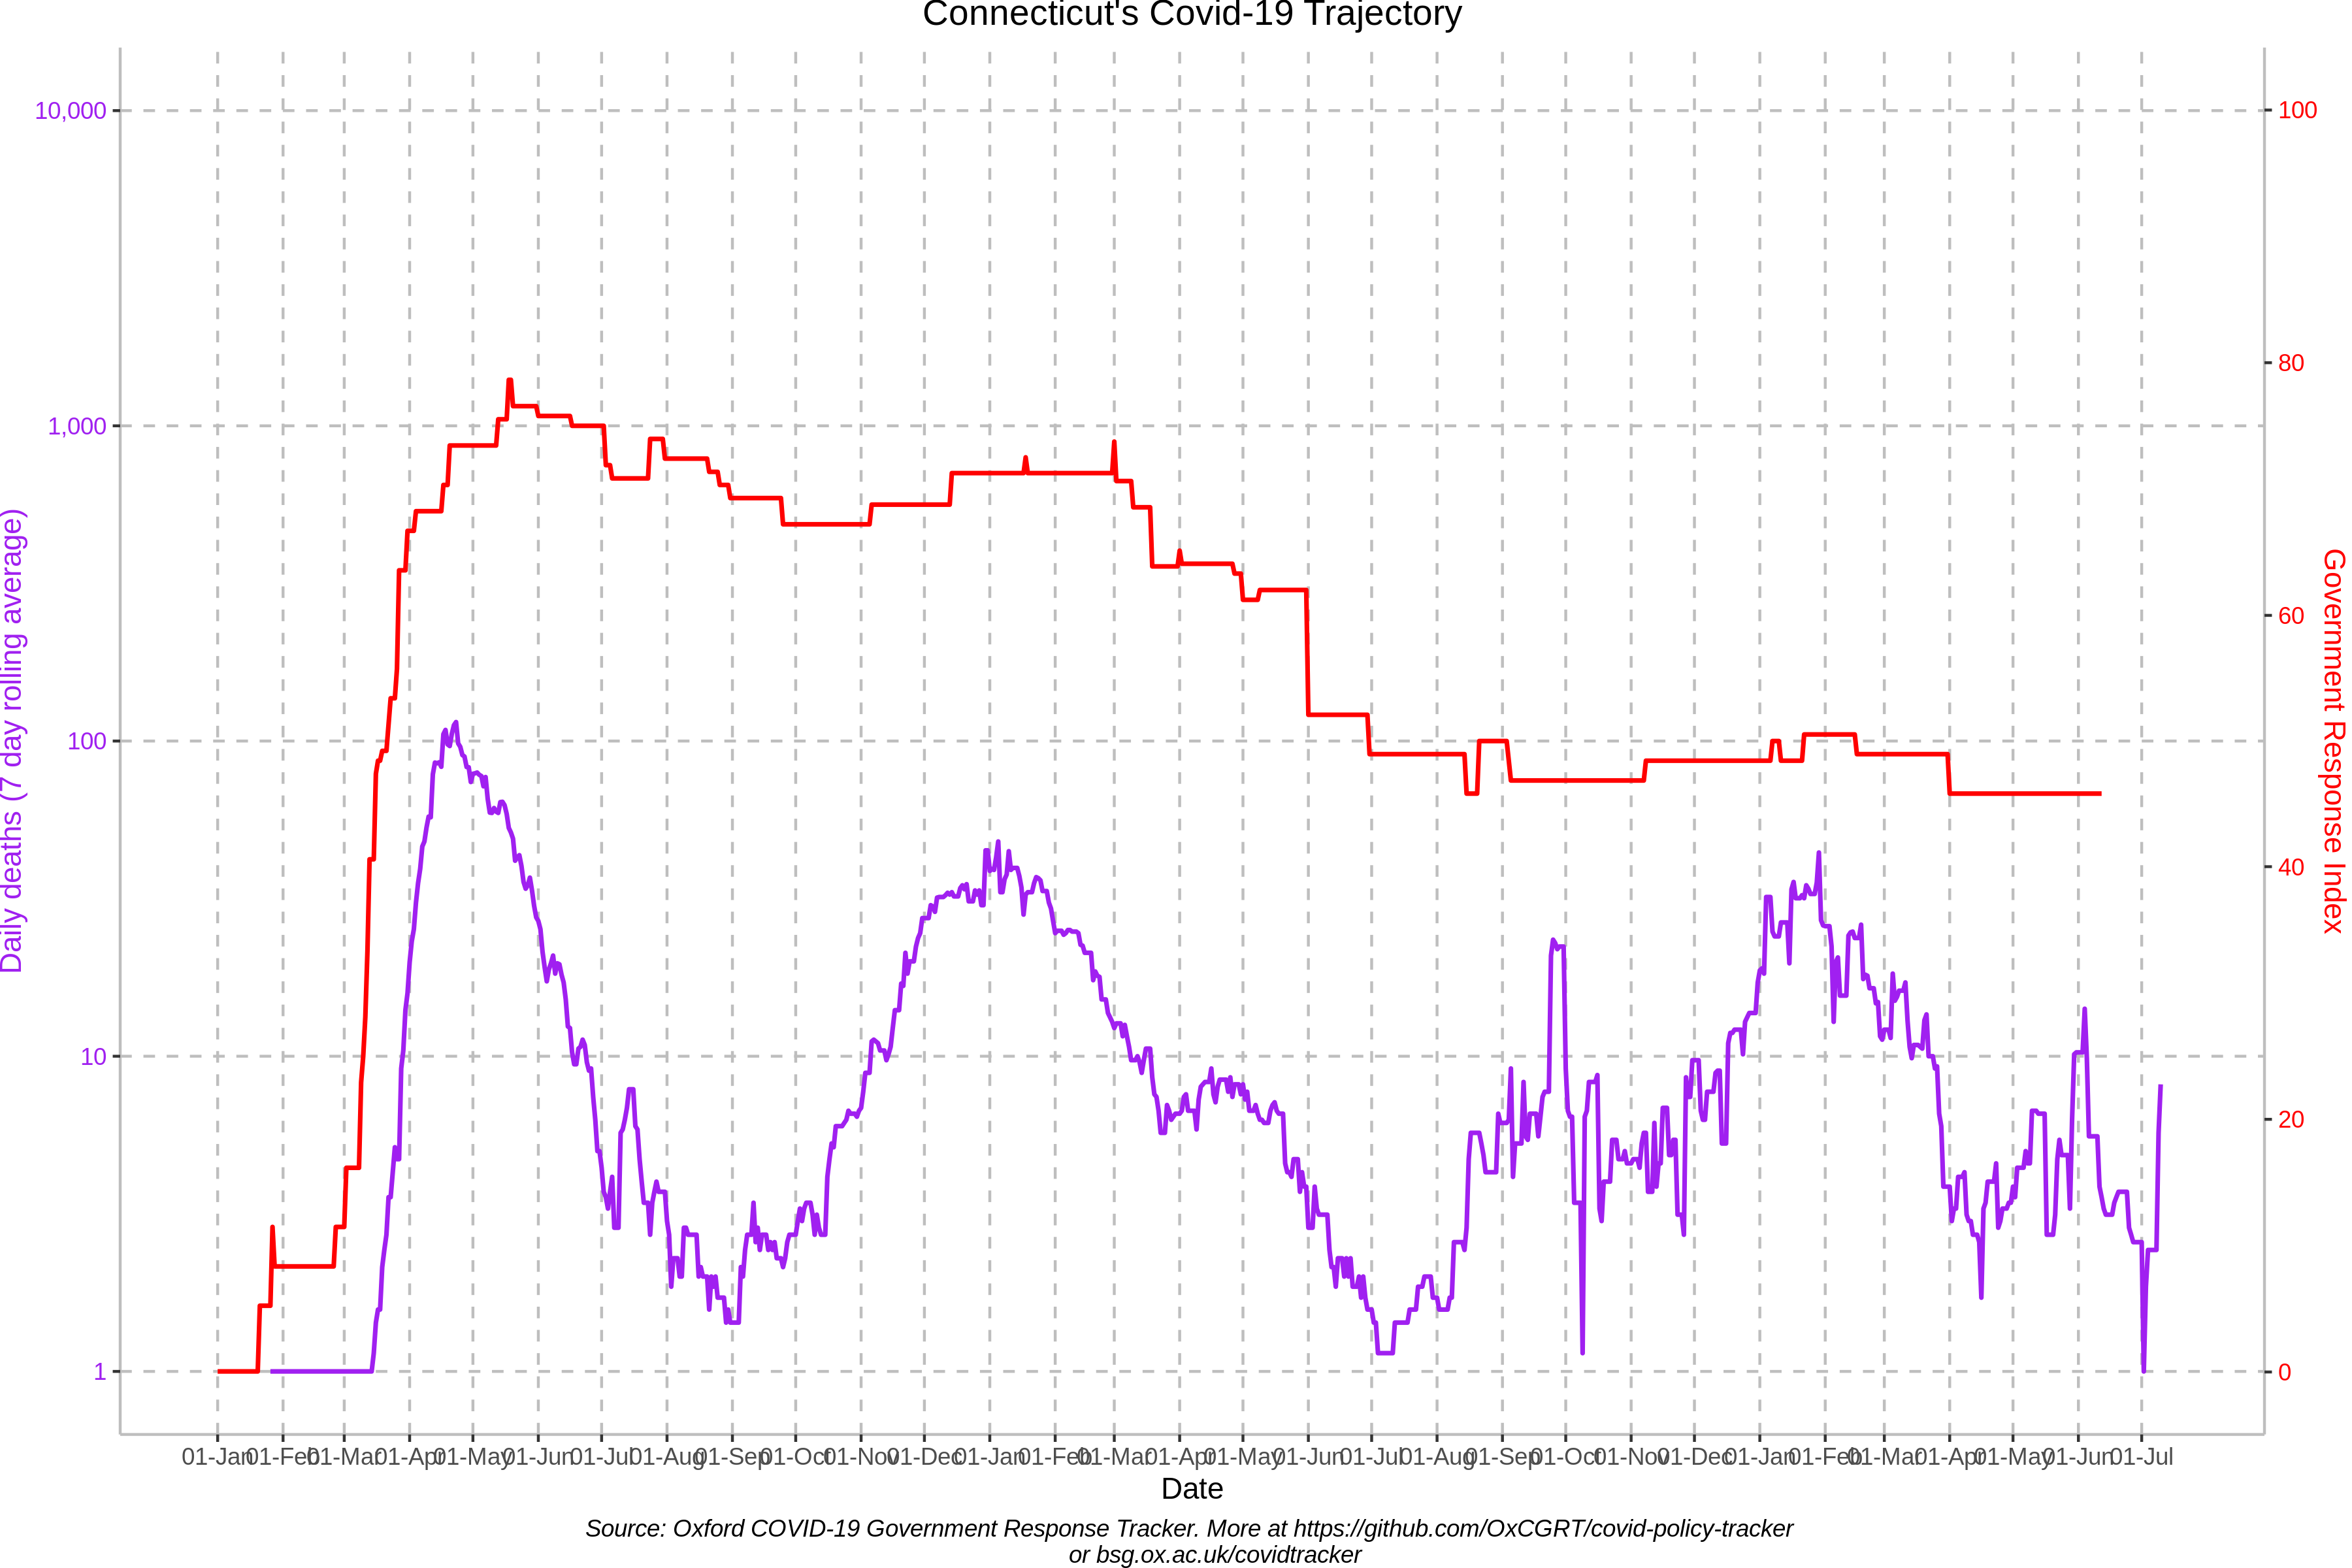 Connecticut's Covid-19 Trajectory
10,000
1,000
100
10
1
Daily deaths (7 day rolling average)
100
80
60
40
20
0
Government Response Index
01-Jan 01-Feb 01-Mar 01-Apr 01-May 01-Jun 01-Jul 01-Aug 01-Sep 01-Oct 01-Nov 01-Dec 01-Jan 01-Feb 01-Mar 01-Apr 01-May 01-Jun 01-Jul 01-Aug 01-Sep 01-Oct 01-Nov 01-Dec 01-Jan 01-Feb 01-Mar 01-Apr 01-May 01-Jun 01-Jul
Date
Source: Oxford COVID-19 Government Response Tracker. More at https://github.com/OxCGRT/covid-policy-tracker
or bsg.ox.ac.uk/covidtracker